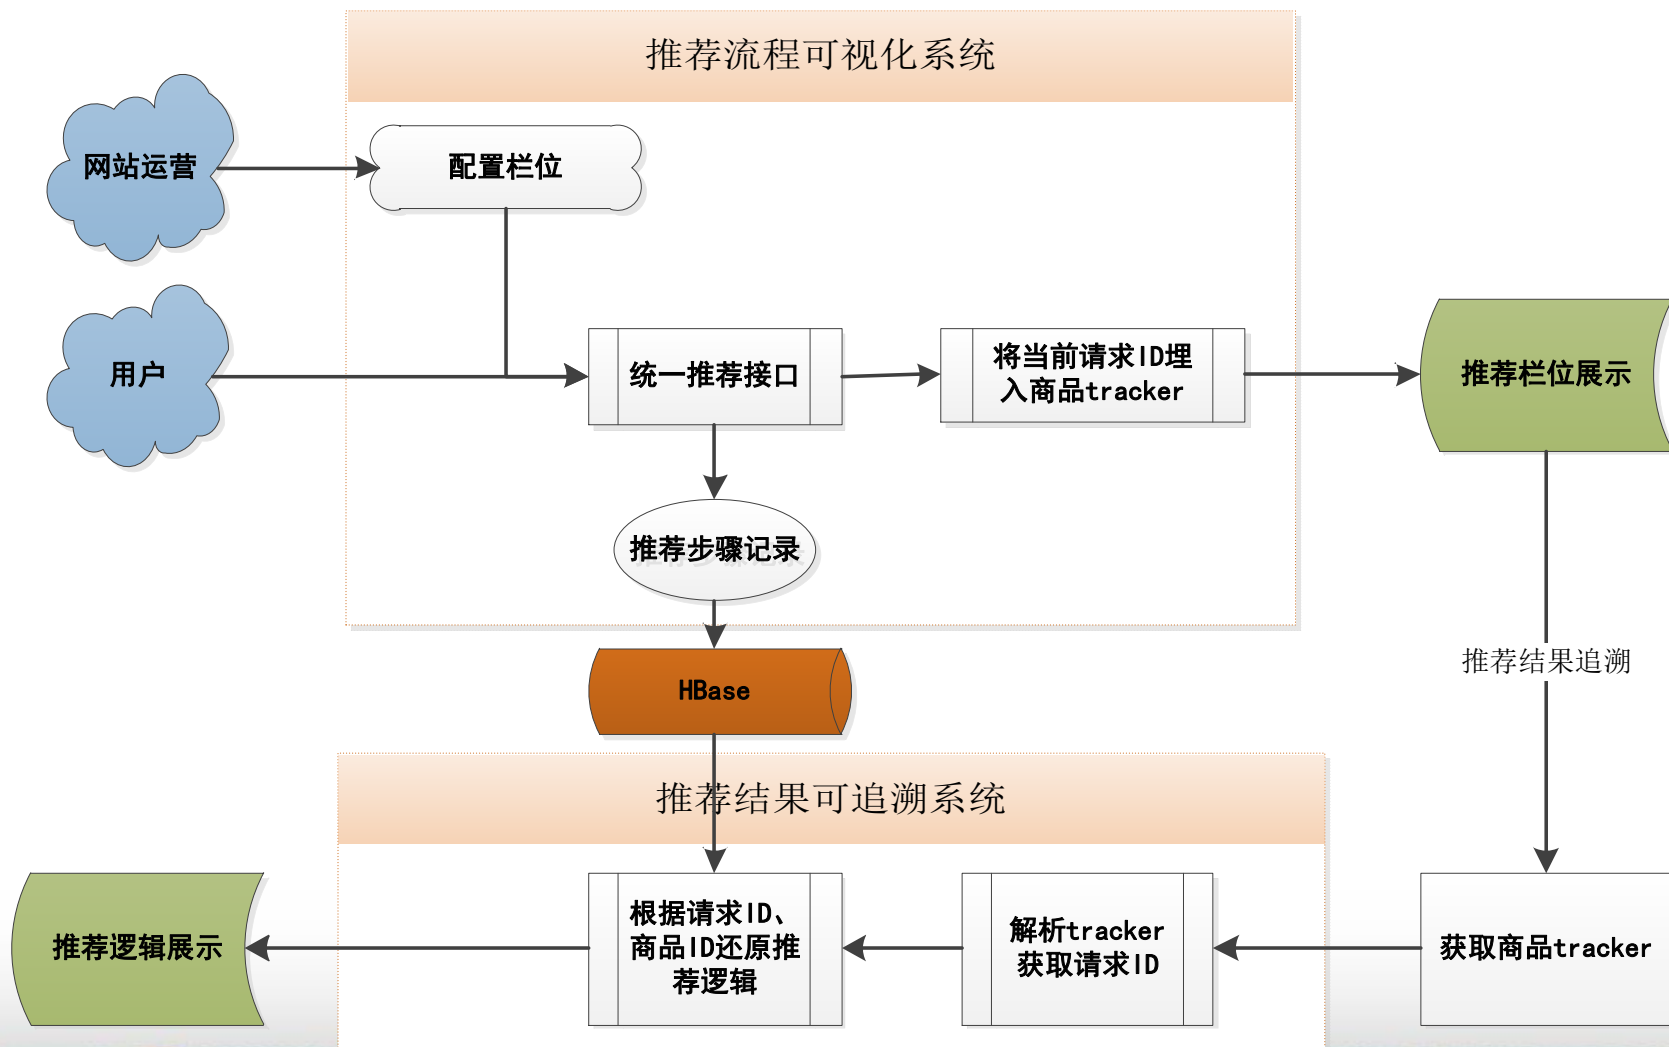 推荐流程可视化系统
网站运营
配置栏位
用户
统一推荐接口
将当前请求ID埋
入商品tracker
推荐栏位展示
推荐步骤记录
推荐结果追溯
HBase
推荐结果可追溯系统
推荐逻辑展示
根据请求ID、
商品ID还原推
荐逻辑
解析tracker
获取请求ID
获取商品tracker